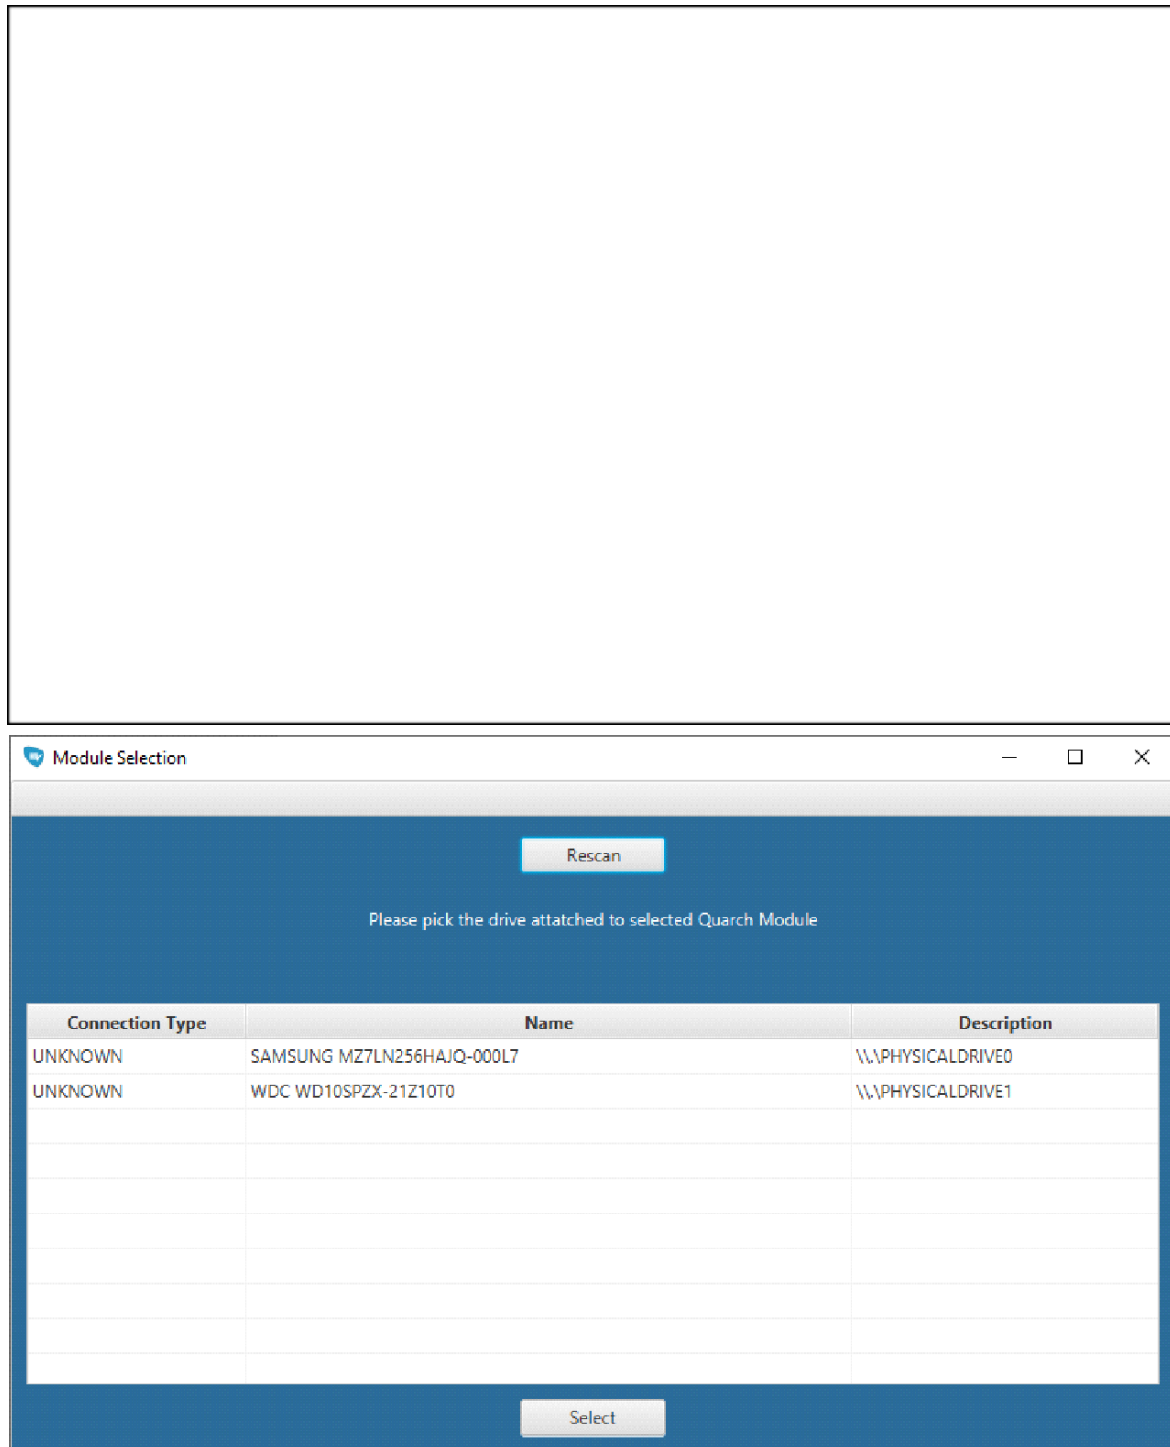 Module Selection
Rescan
Please pick the drive attatched to selected Quarch Module
Connection Type Name Description
UNKNOWN SAMSUNG MZ7LN256HAJQ-000L7 \\.\PHYSICALDRIVE0
UNKNOWN WDC WD10SPZX-21Z10T0 \\.\PHYSICALDRIVE1
Select